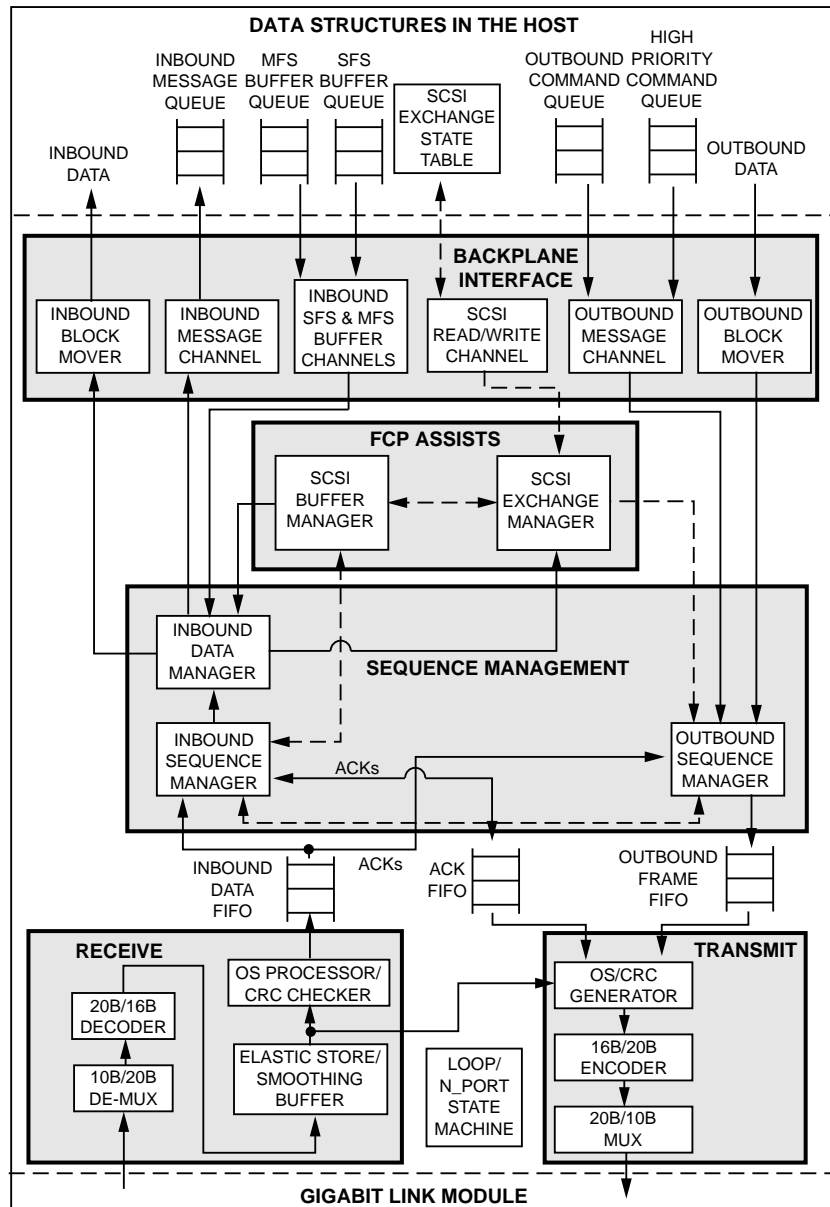 DATA STRUCTURES IN THE HOST
INBOUND
MESSAGE
QUEUE
MFS
BUFFER
QUEUE
SFS
BUFFER
QUEUE
SCSI
EXCHANGE
STATE
TABLE
OUTBOUND
COMMAND
QUEUE
HIGH
PRIORITY
COMMAND
QUEUE
INBOUND
DATA
OUTBOUND
DATA
BACKPLANE
INTERFACE
INBOUND
BLOCK
MOVER
INBOUND
MESSAGE
CHANNEL
INBOUND
SFS & MFS
BUFFER
CHANNELS
SCSI
READ/WRITE
CHANNEL
OUTBOUND
MESSAGE
CHANNEL
OUTBOUND
BLOCK
MOVER
FCP ASSISTS
SCSI
BUFFER
MANAGER
SCSI
EXCHANGE
MANAGER
INBOUND
DATA
MANAGER
SEQUENCE MANAGEMENT
INBOUND
SEQUENCE
MANAGER
ACKs
OUTBOUND
SEQUENCE
MANAGER
INBOUND
DATA
FIFO
ACKs
ACK
FIFO
OUTBOUND
FRAME
FIFO
RECEIVE
OS PROCESSOR/
CRC CHECKER
20B/16B
DECODER
10B/20B
DE-MUX
ELASTIC STORE/
SMOOTHING
BUFFER
LOOP/
N_PORT
STATE
MACHINE
TRANSMIT
OS/CRC
GENERATOR
16B/20B
ENCODER
20B/10B
MUX
GIGABIT LINK MODULE